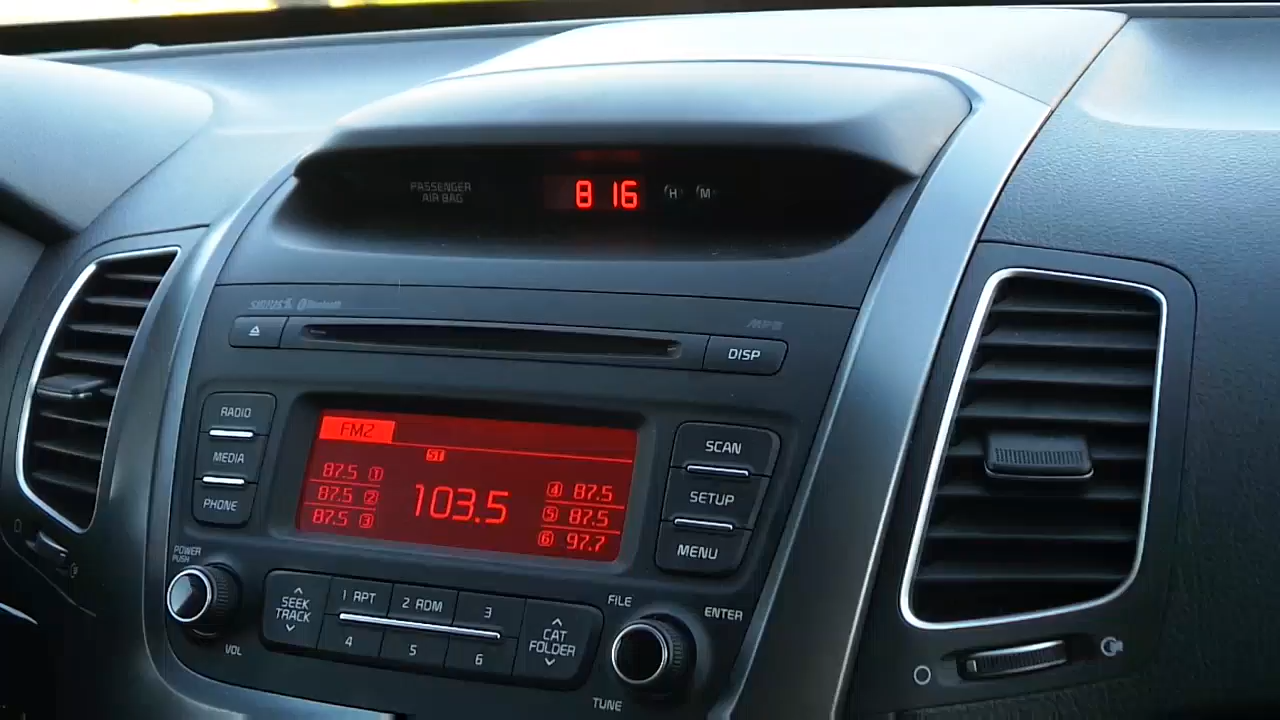 PASSENGER
AIR BAG
8 16
H M
SIRIUS Bluetooth
MP3
DISP
RADIO
MEDIA
PHONE
FM2
ST
87.5 1
87.5 2
87.5 3
103.5
4 87.5
5 87.5
6 97.7
SCAN
SETUP
MENU
POWER
PUSH
VOL
SEEK
TRACK
1 RPT
2 RDM
3
4
5
6
CAT
FOLDER
FILE
ENTER
TUNE